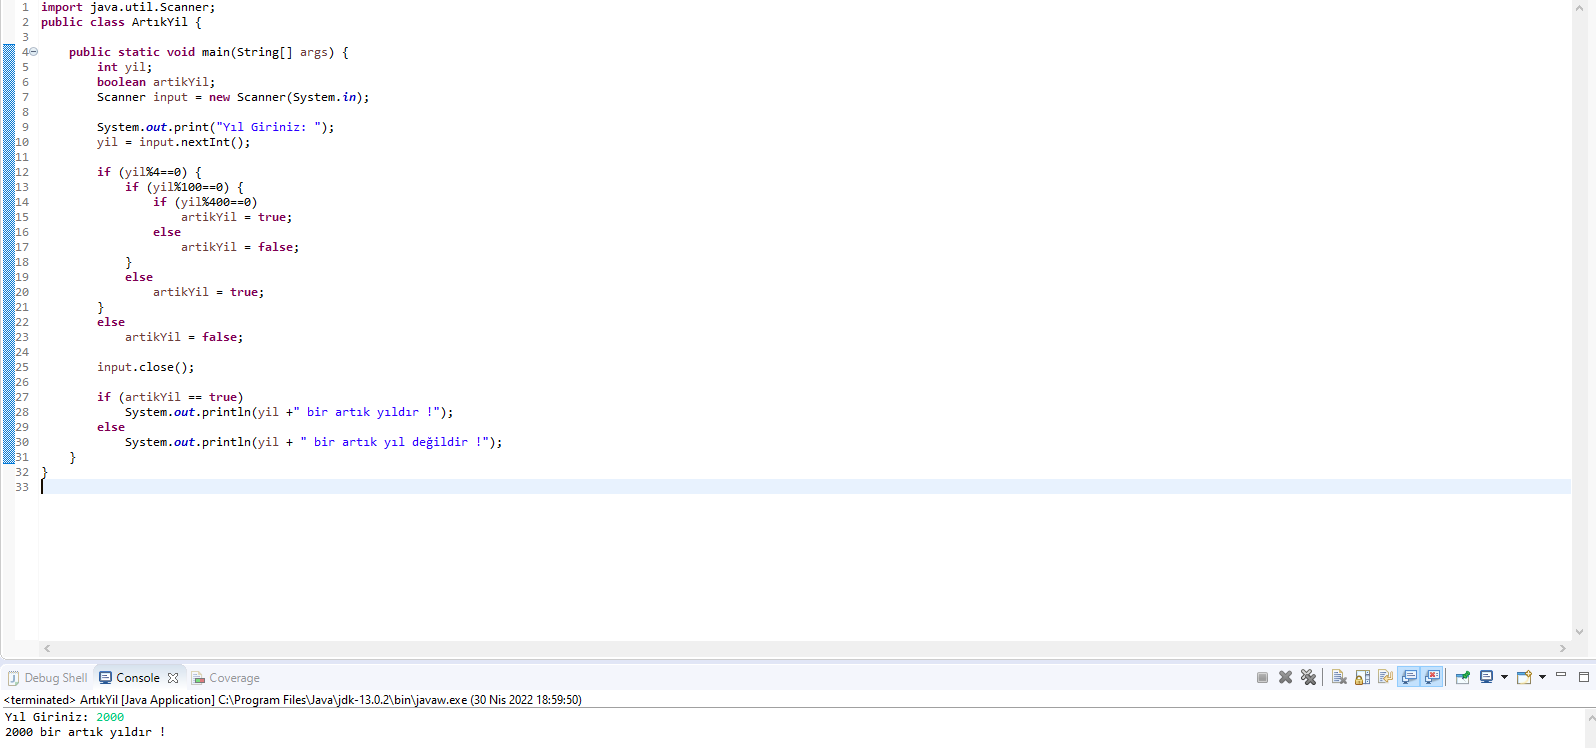 1 import java.util.Scanner;
2 public class ArtıkYil {
3
4 public static void main(String[] args) {
5 int yil;
6 boolean artikYil;
7 Scanner input = new Scanner(System.in);
8
9 System.out.print("Yıl Giriniz: ");
10 yil = input.nextInt();
11
12 if (yil%4==0) {
13 if (yil%100==0) {
14 if (yil%400==0)
15 artikYil = true;
16 else
17 artikYil = false;
18 }
19 else
20 artikYil = true;
21 }
22 else
23 artikYil = false;
24
25 input.close();
26
27 if (artikYil == true)
28 System.out.println(yil +" bir artık yıldır !");
29 else
30 System.out.println(yil + " bir artık yıl değildir !");
31 }
32 }
33
Debug Shell Console Coverage
<terminated> ArtıkYil [Java Application] C:\Program Files\Java\jdk-13.0.2\bin\javaw.exe (30 Nis 2022 18:59:50)
Yıl Giriniz: 2000
2000 bir artık yıldır !